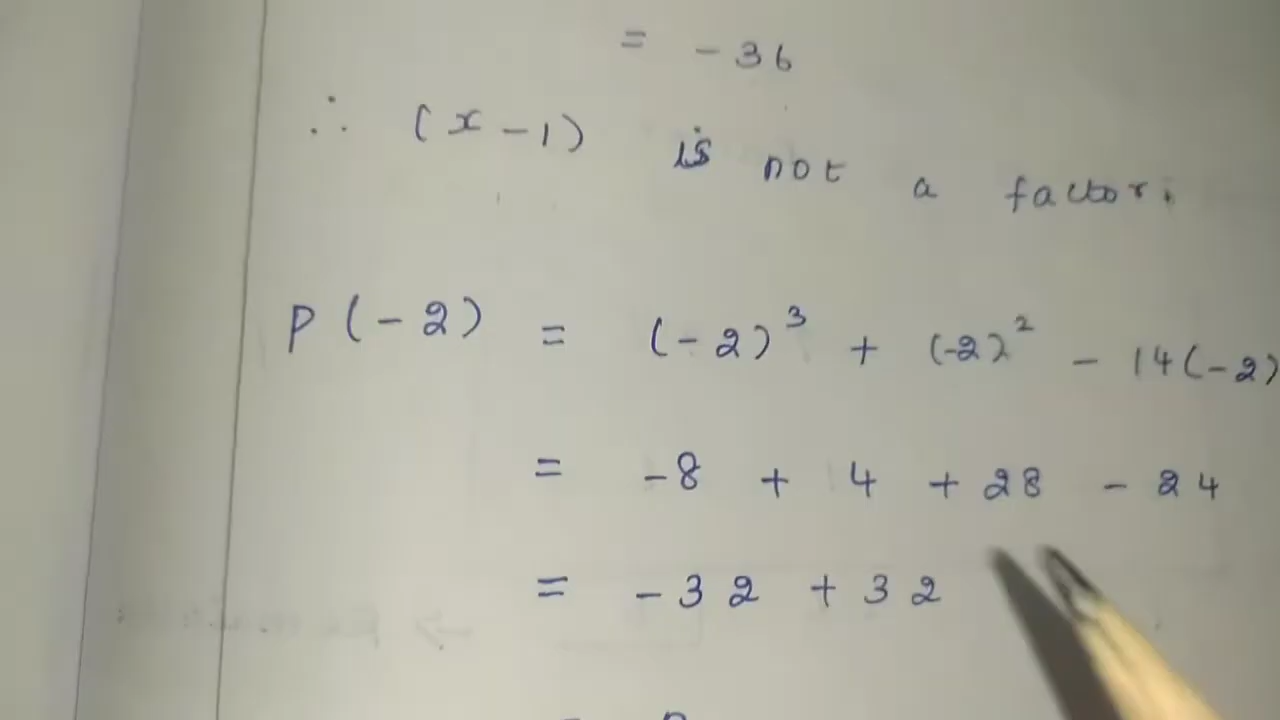 = -36
∴ (x-1) is not a factor.
P(-2) = (-2)³ + (-2)² - 14(-2)
= -8 + 4 + 28 - 24
= -32 + 32
=